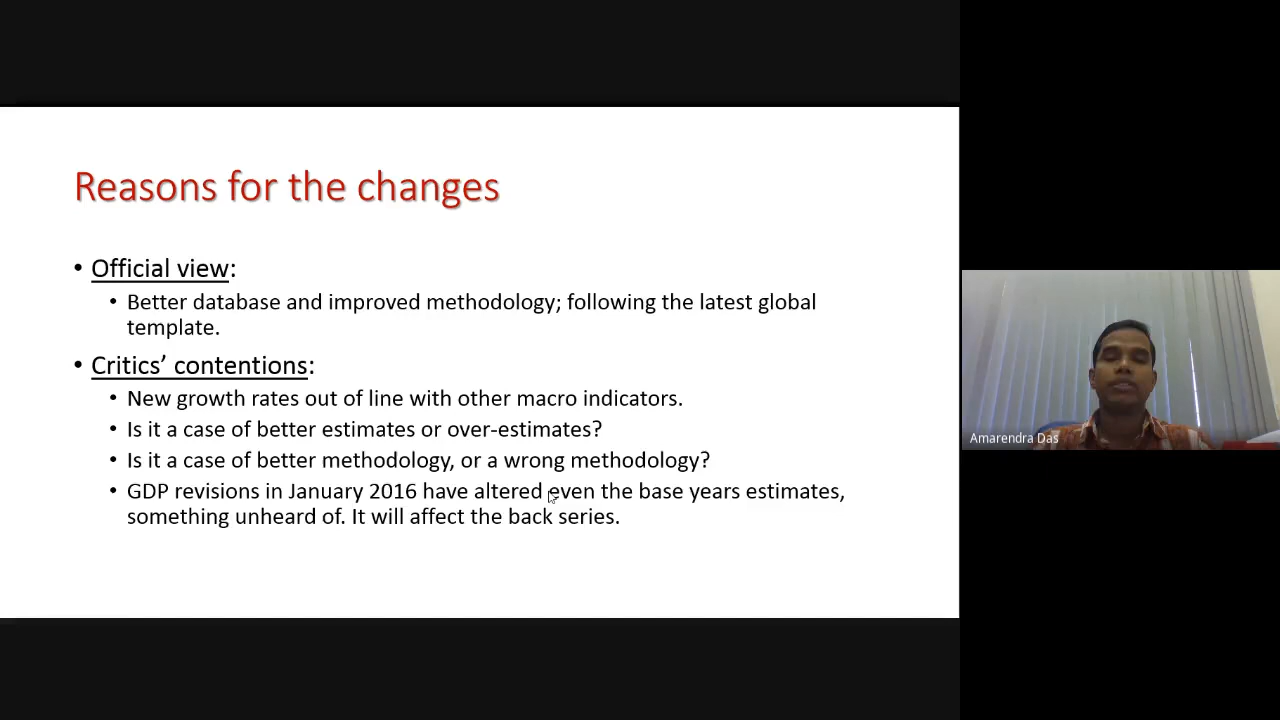 Reasons for the changes
• Official view:
• Better database and improved methodology; following the latest global
template.
• Critics’ contentions:
• New growth rates out of line with other macro indicators.
• Is it a case of better estimates or over-estimates?
• Is it a case of better methodology, or a wrong methodology?
• GDP revisions in January 2016 have altered even the base years estimates,
something unheard of. It will affect the back series.
Amarendra Das